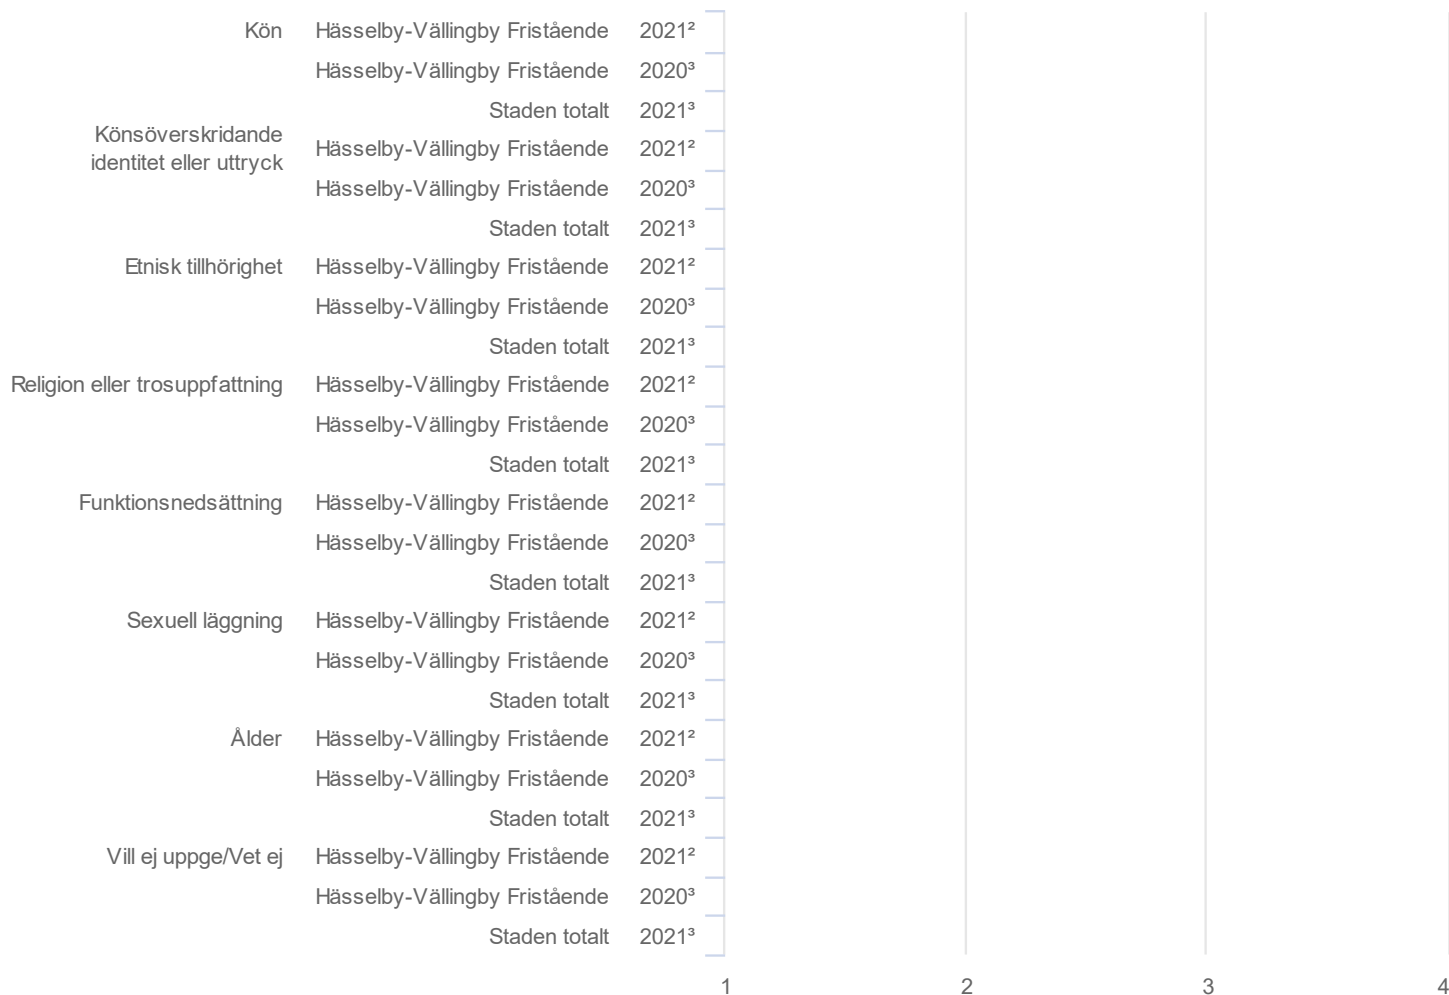 Kön Hässelby-Vällingby Fristående 2021²
Hässelby-Vällingby Fristående 2020³
Staden totalt 2021³
Könsöverskridande
identitet eller uttryck
Hässelby-Vällingby Fristående 2021²
Hässelby-Vällingby Fristående 2020³
Staden totalt 2021³
Etnisk tillhörighet Hässelby-Vällingby Fristående 2021²
Hässelby-Vällingby Fristående 2020³
Staden totalt 2021³
Religion eller trosuppfattning Hässelby-Vällingby Fristående 2021²
Hässelby-Vällingby Fristående 2020³
Staden totalt 2021³
Funktionsnedsättning Hässelby-Vällingby Fristående 2021²
Hässelby-Vällingby Fristående 2020³
Staden totalt 2021³
Sexuell läggning Hässelby-Vällingby Fristående 2021²
Hässelby-Vällingby Fristående 2020³
Staden totalt 2021³
Ålder Hässelby-Vällingby Fristående 2021²
Hässelby-Vällingby Fristående 2020³
Staden totalt 2021³
Vill ej uppge/Vet ej Hässelby-Vällingby Fristående 2021²
Hässelby-Vällingby Fristående 2020³
Staden totalt 2021³
1 2 3 4